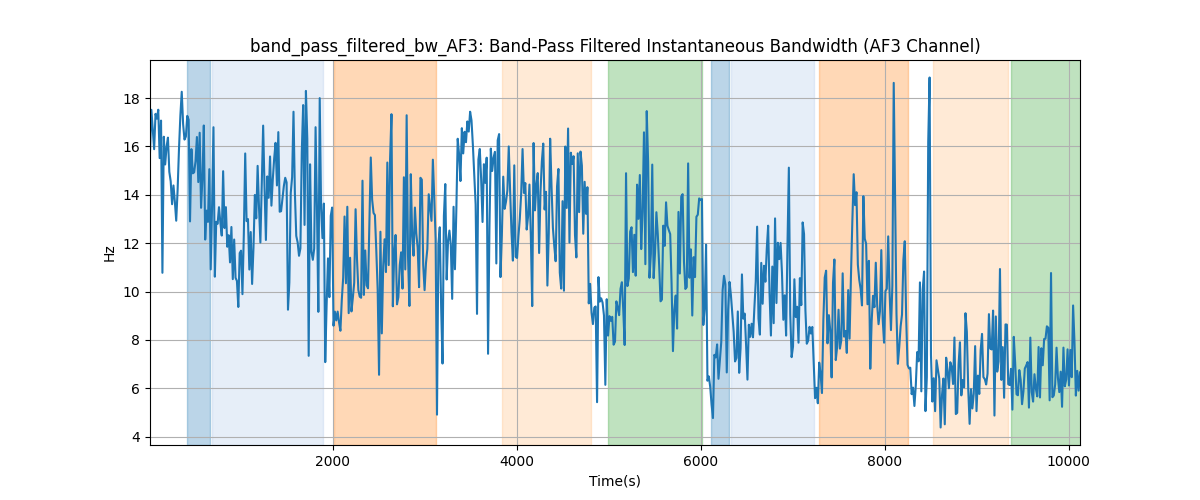 band_pass_filtered_bw_AF3: Band-Pass Filtered Instantaneous Bandwidth (AF3 Channel)
18
16
14
12
10
8
6
4
Hz
2000 4000 6000 8000 10000
Time(s)